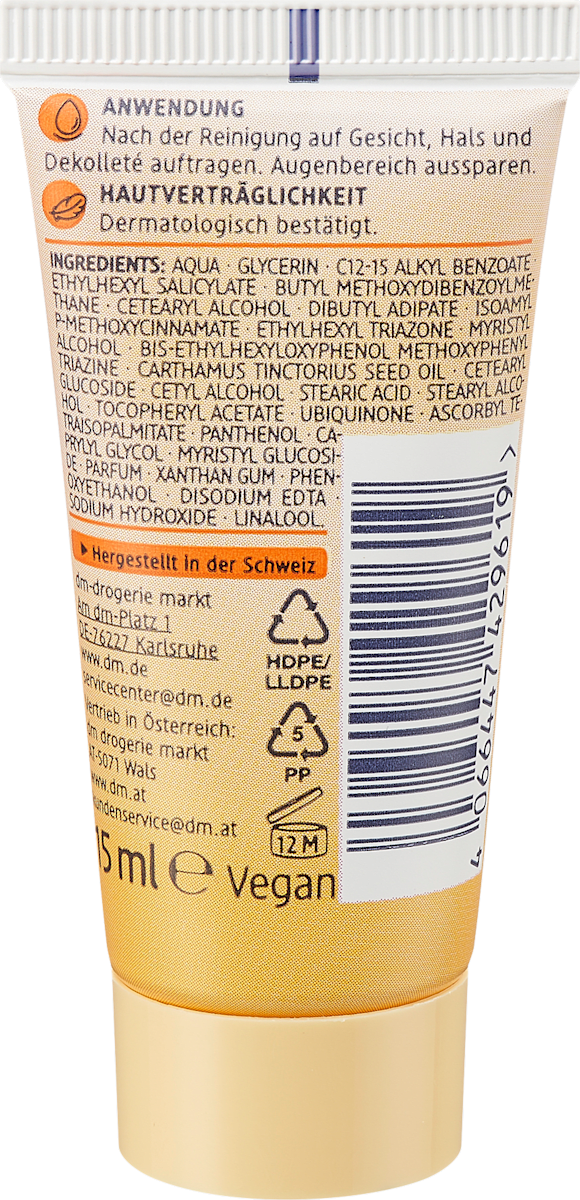 ANWENDUNG
Nach der Reinigung auf Gesicht, Hals und
Dekolleté auftragen. Augenbereich aussparen.
HAUTVERTRÄGLICHKEIT
Dermatologisch bestätigt.
INGREDIENTS: AQUA · GLYCERIN · C12-15 ALKYL BENZOATE ·
ETHYLHEXYL SALICYLATE · BUTYL METHOXYDIBENZOYLME-
THANE · CETEARYL ALCOHOL · DIBUTYL ADIPATE · ISOAMYL
P-METHOXYCINNAMATE · ETHYLHEXYL TRIAZONE · MYRISTYL
ALCOHOL · BIS-ETHYLHEXYLOXYPHENOL METHOXYPHENYL
TRIAZINE · CARTHAMUS TINCTORIUS SEED OIL · CETEARYL
GLUCOSIDE · CETYL ALCOHOL · STEARIC ACID · STEARYL ALCO-
HOL · TOCOPHERYL ACETATE · UBIQUINONE · ASCORBYL TE-
TRAISOPALMITATE · PANTHENOL · CA-
PRYLYL GLYCOL · MYRISTYL GLUCOSI-
DE · PARFUM · XANTHAN GUM · PHEN-
OXYETHANOL · DISODIUM EDTA ·
SODIUM HYDROXIDE · LINALOOL.
Hergestellt in der Schweiz
dm-drogerie markt
Am dm-Platz 1
DE-76227 Karlsruhe
www.dm.de
servicecenter@dm.de
Vertrieb in Österreich:
dm drogerie markt
AT-5071 Wals
www.dm.at
kundenservice@dm.at
HDPE/
LLDPE
5
PP
12 M
15 ml e Vegan
4 066447 429619 >